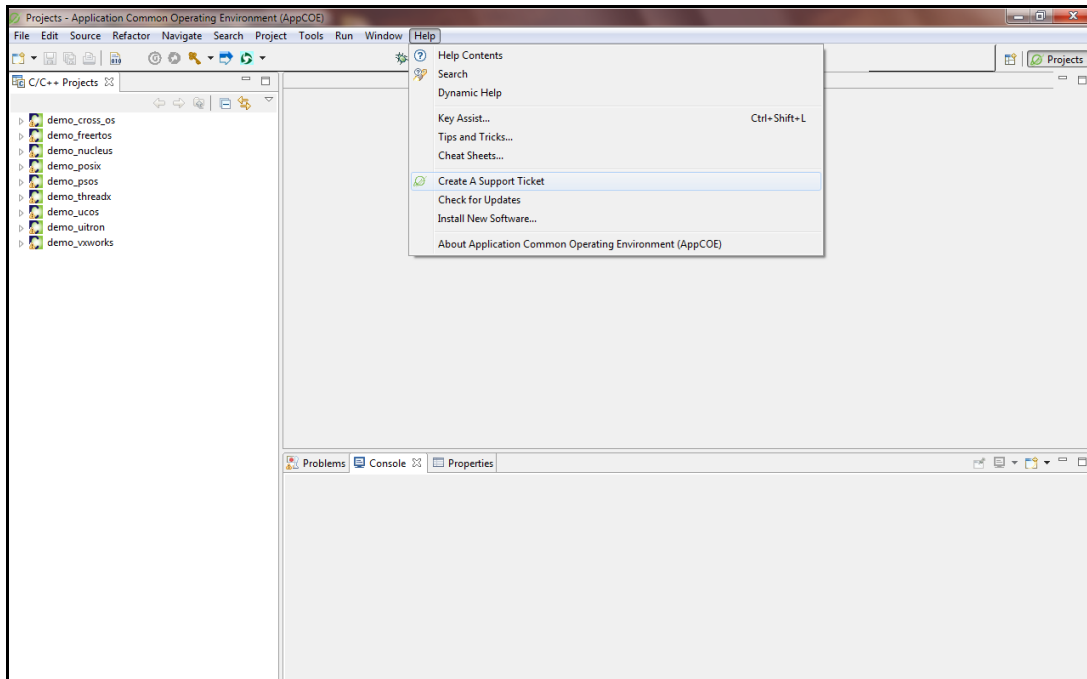 Projects - Application Common Operating Environment (AppCOE)
File Edit Source Refactor Navigate Search Project Tools Run Window Help
Projects
C/C++ Projects
demo_cross_os
demo_freertos
demo_nucleus
demo_posix
demo_psos
demo_threadx
demo_ucos
demo_uitron
demo_vxworks
Help Contents
Search
Dynamic Help
Key Assist... Ctrl+Shift+L
Tips and Tricks...
Cheat Sheets...
Create A Support Ticket
Check for Updates
Install New Software...
About Application Common Operating Environment (AppCOE)
Problems Console Properties